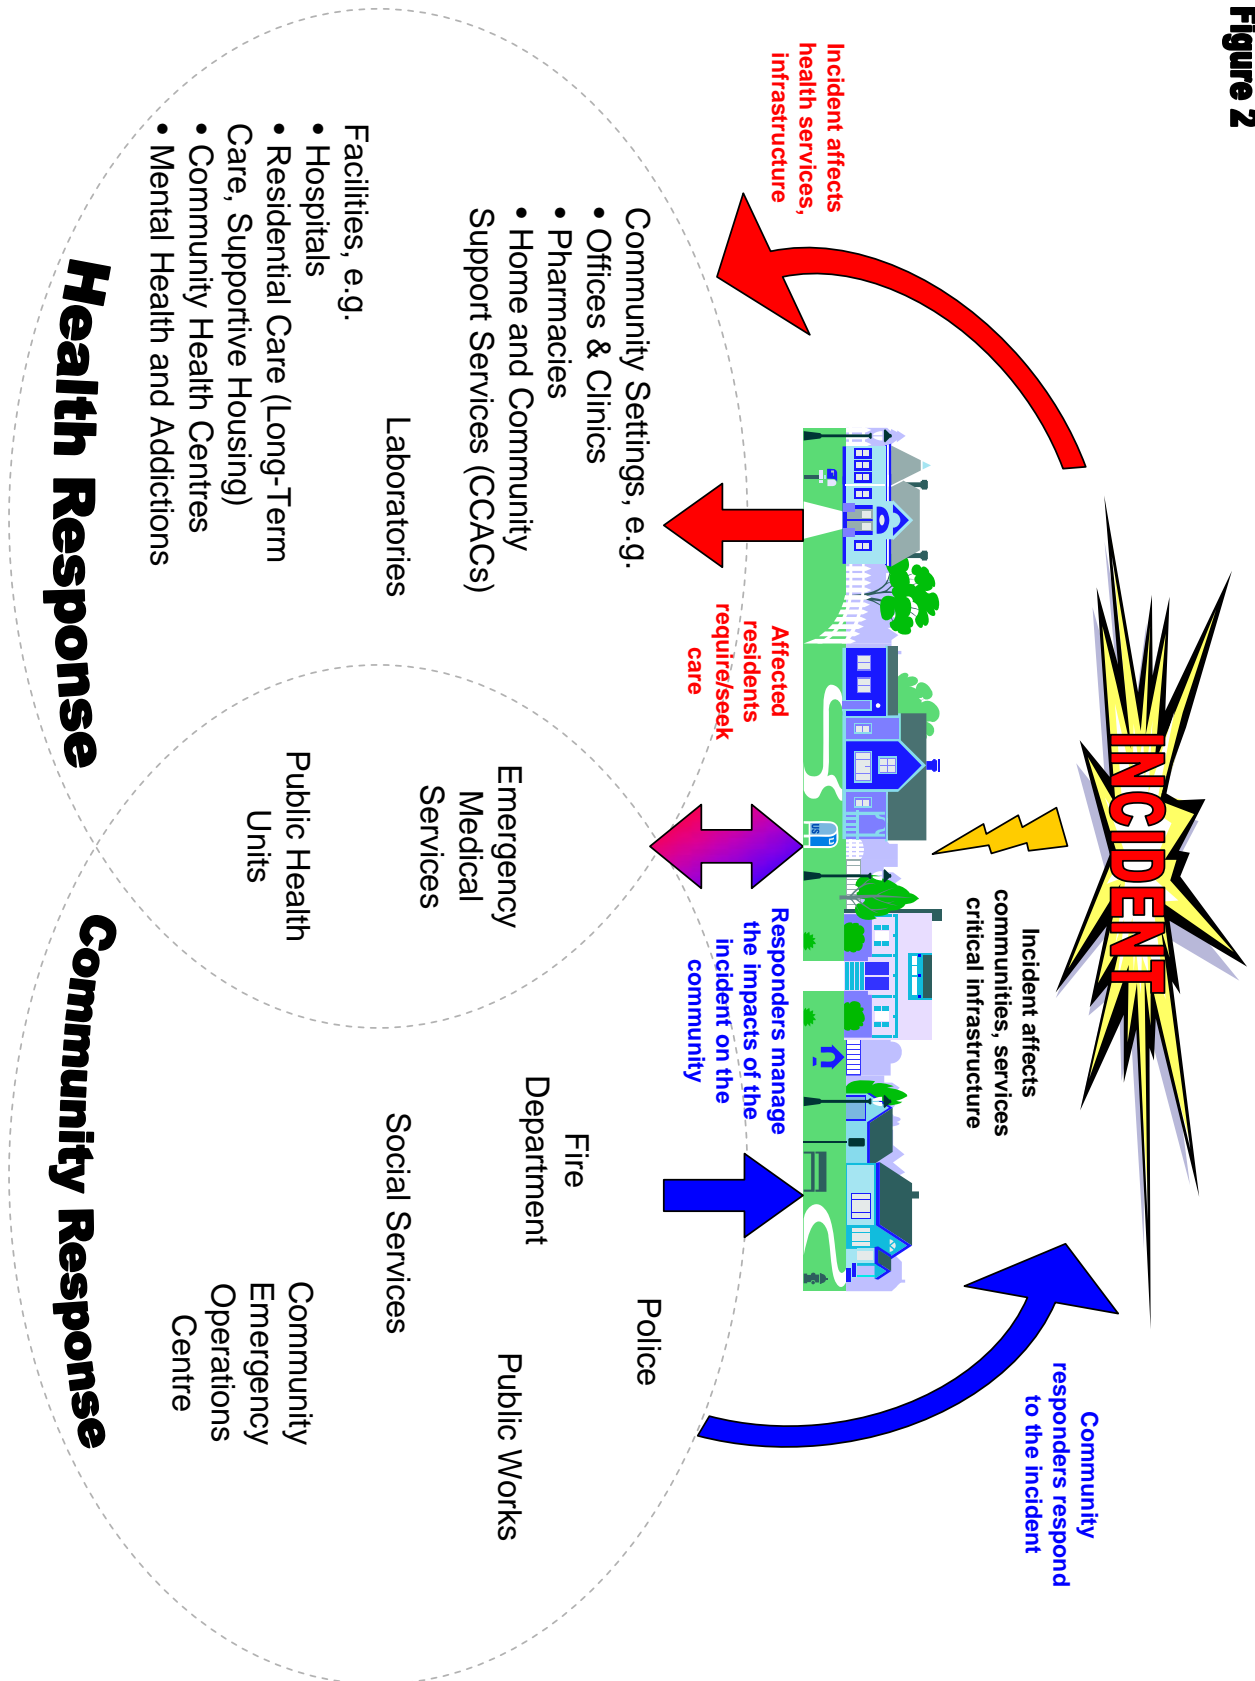 Figure 2
INCIDENT
Incident affects
communities, services
critical infrastructure
Incident affects
health services,
infrastructure
Community
responders respond
to the incident
US
Affected
residents
require/seek
care
Responders manage
the impacts of the
incident on the
community
Community Settings, e.g.
• Offices & Clinics
• Pharmacies
• Home and Community
Support Services (CCACs)
Laboratories
Facilities, e.g.
• Hospitals
• Residential Care (Long-Term
Care, Supportive Housing)
• Community Health Centres
• Mental Health and Addictions
Health Response
Emergency
Medical
Services
Public Health
Units
Police
Fire
Department
Public Works
Social Services
Community
Emergency
Operations
Centre
Community Response